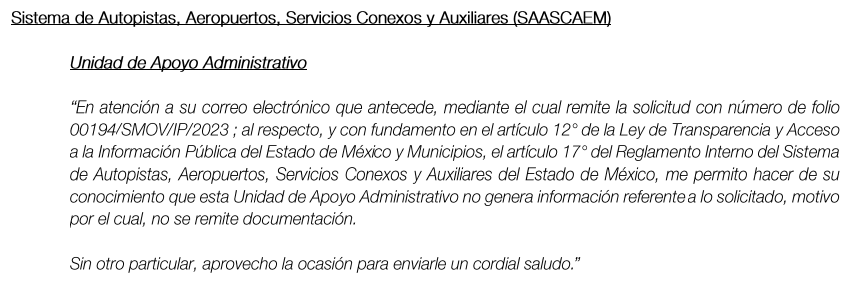 Sistema de Autopistas, Aeropuertos, Servicios Conexos y Auxiliares (SAASCAEM)
Unidad de Apoyo Administrativo
“En atención a su correo electrónico que antecede, mediante el cual remite la solicitud con número de folio
00194/SMOV/IP/2023 ; al respecto, y con fundamento en el artículo 12° de la Ley de Transparencia y Acceso
a la Información Pública del Estado de México y Municipios, el artículo 17° del Reglamento Interno del Sistema
de Autopistas, Aeropuertos, Servicios Conexos y Auxiliares del Estado de México, me permito hacer de su
conocimiento que esta Unidad de Apoyo Administrativo no genera información referente a lo solicitado, motivo
por el cual, no se remite documentación.
Sin otro particular, aprovecho la ocasión para enviarle un cordial saludo.”